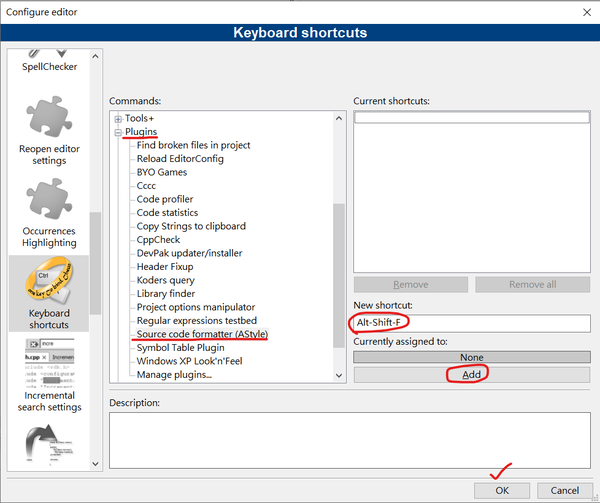 Configure editor
Keyboard shortcuts
SpellChecker
Reopen editor
settings
Occurrences
Highlighting
Ctrl
Keyboard
shortcuts
incre
h.cpp
Incremen
Incremental
search settings
Commands:
Tools+
Plugins
Find broken files in project
Reload EditorConfig
BYO Games
Cccc
Code profiler
Code statistics
Copy Strings to clipboard
CppCheck
DevPak updater/installer
Header Fixup
Koders query
Library finder
Project options manipulator
Regular expressions testbed
Source code formatter (AStyle)
Symbol Table Plugin
Windows XP Look'n'Feel
Manage plugins...
Current shortcuts:
Remove
Remove all
New shortcut:
Alt-Shift-F
Currently assigned to:
None
Add
Description:
OK
Cancel